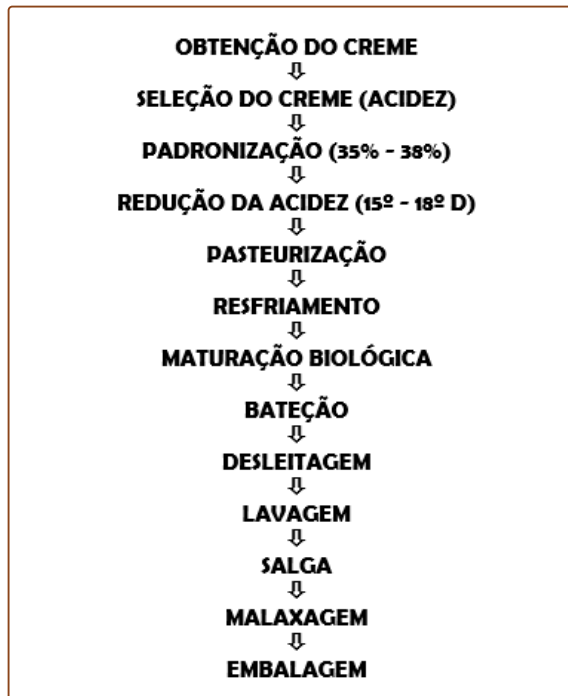 OBTENÇÃO DO CREME
SELEÇÃO DO CREME (ACIDEZ)
PADRONIZAÇÃO (35% - 38%)
REDUÇÃO DA ACIDEZ (15º - 18º D)
PASTEURIZAÇÃO
RESFRIAMENTO
MATURAÇÃO BIOLÓGICA
BATEÇÃO
DESLEITAGEM
LAVAGEM
SALGA
MALAXAGEM
EMBALAGEM